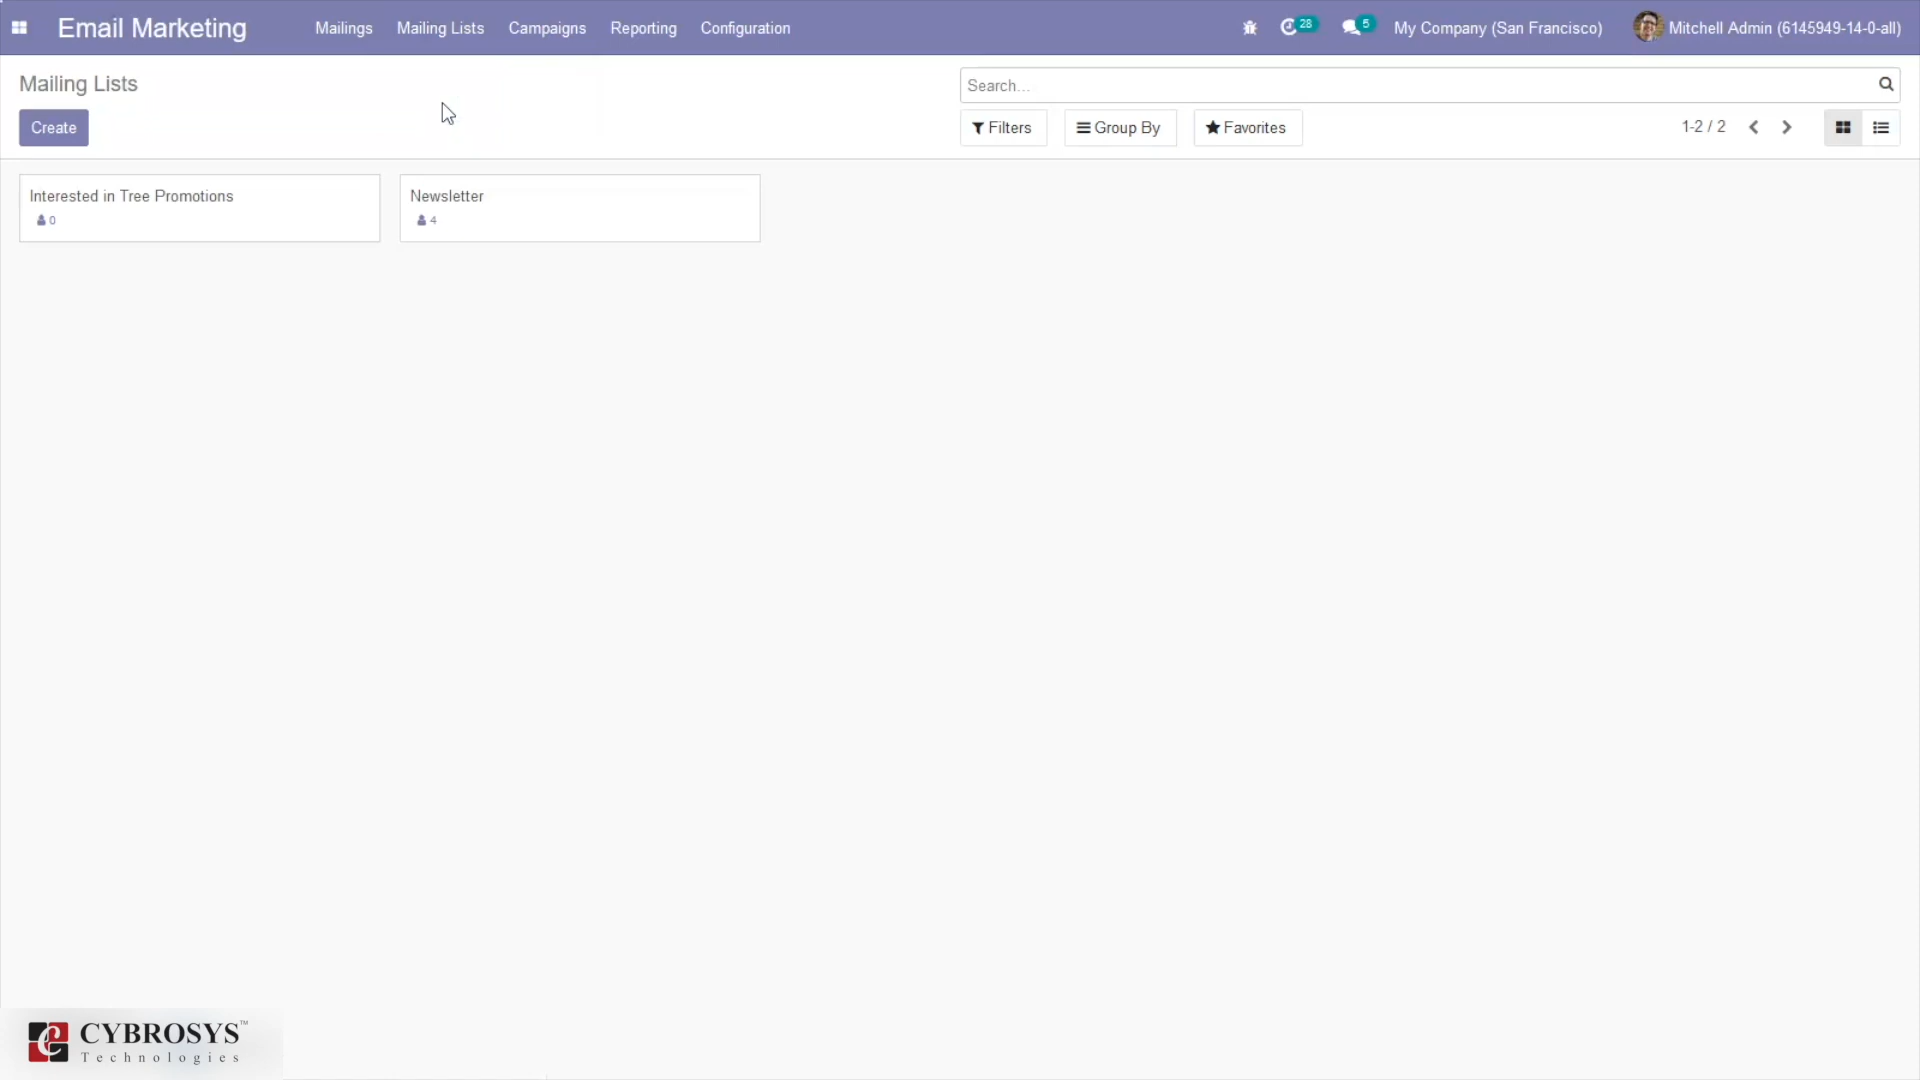 Email Marketing Mailings Mailing Lists Campaigns Reporting Configuration 28 5 My Company (San Francisco) Mitchell Admin (6145949-14-0-all)
Mailing Lists Search...
Create Filters Group By Favorites 1-2 / 2
Interested in Tree Promotions
0
Newsletter
4
CYBROSYS™
Technologies